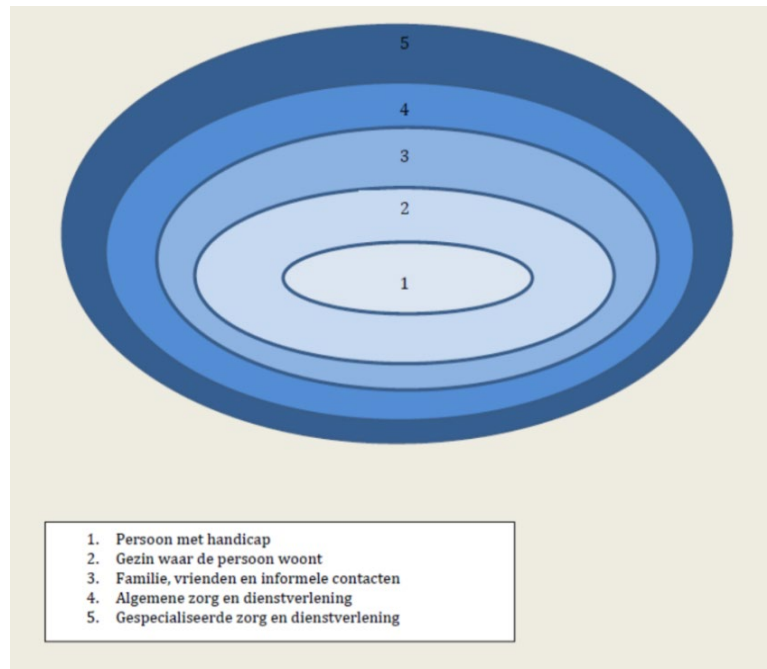 5
4
3
2
1
1. Persoon met handicap
2. Gezin waar de persoon woont
3. Familie, vrienden en informele contacten
4. Algemene zorg en dienstverlening
5. Gespecialiseerde zorg en dienstverlening